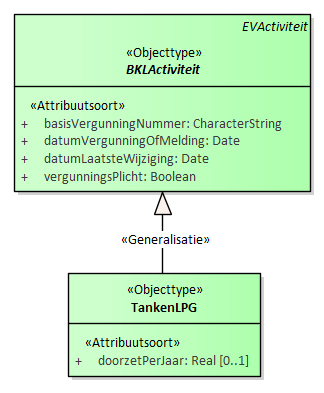 EVActiviteit
«Objecttype»
BKLActiviteit
«Attribuutsoort»
+ basisVergunningNummer: CharacterString
+ datumVergunningOfMelding: Date
+ datumLaatsteWijziging: Date
+ vergunningsPlicht: Boolean
«Generalisatie»
«Objecttype»
TankenLPG
«Attribuutsoort»
+ doorzetPerJaar: Real [0..1]